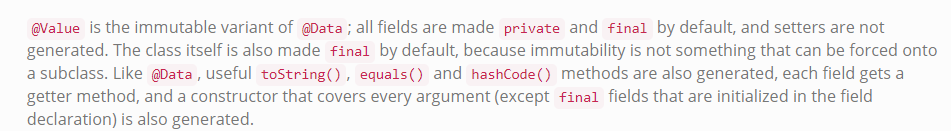 @Value is the immutable variant of @Data; all fields are made private and final by default, and setters are not
generated. The class itself is also made final by default, because immutability is not something that can be forced onto
a subclass. Like @Data, useful toString(), equals() and hashCode() methods are also generated, each field gets a
getter method, and a constructor that covers every argument (except final fields that are initialized in the field
declaration) is also generated.